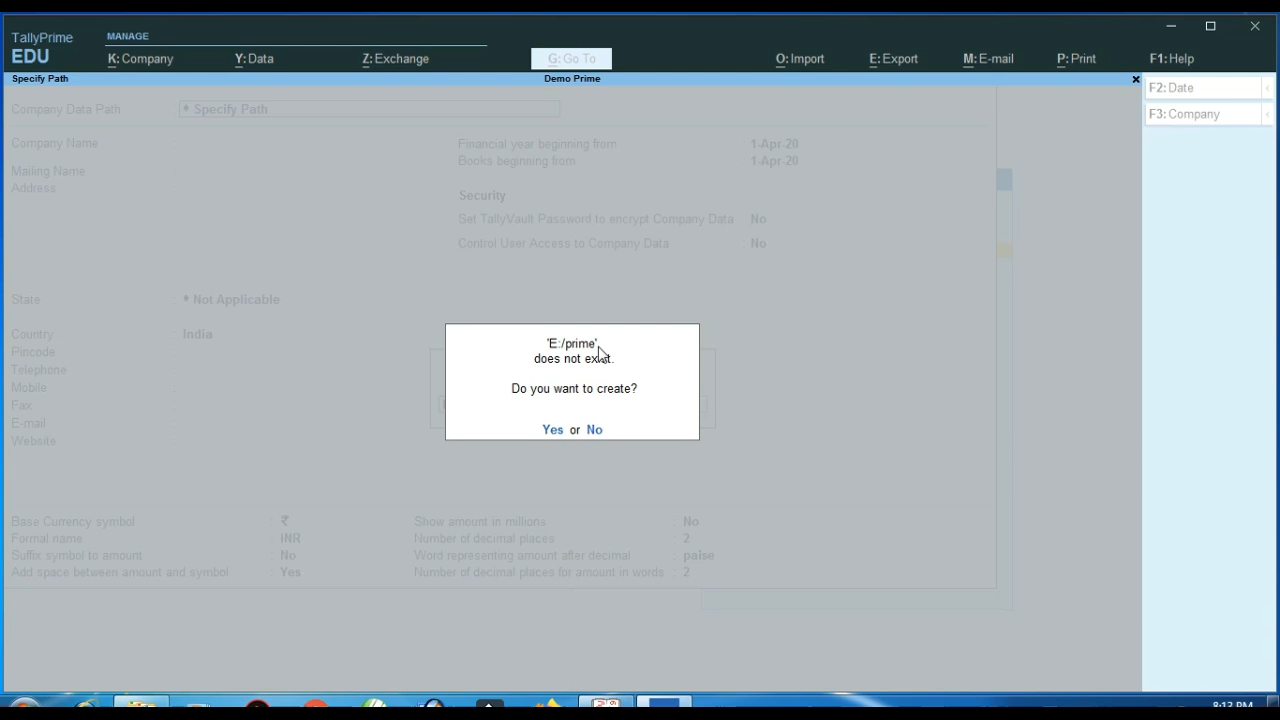 TallyPrime
EDU
MANAGE
K: Company
Y: Data
Z: Exchange
G: Go To
O: Import
E: Export
M: E-mail
P: Print
F1: Help
Specify Path
Demo Prime
F2: Date
F3: Company
Company Data Path : Specify Path
Company Name
Mailing Name
Address
Financial year beginning from 1-Apr-20
Books beginning from 1-Apr-20
Security
Set TallyVault Password to encrypt Company Data No
Control User Access to Company Data No
State : Not Applicable
Country : India
Pincode
Telephone
Mobile
Fax
E-mail
Website
'E:/prime'
does not exist.
Do you want to create?
Yes or No
Base Currency symbol : ₹
Formal name : INR
Suffix symbol to amount : No
Add space between amount and symbol : Yes
Show amount in millions : No
Number of decimal places : 2
Word representing amount after decimal : paise
Number of decimal places for amount in words : 2
8:13 PM